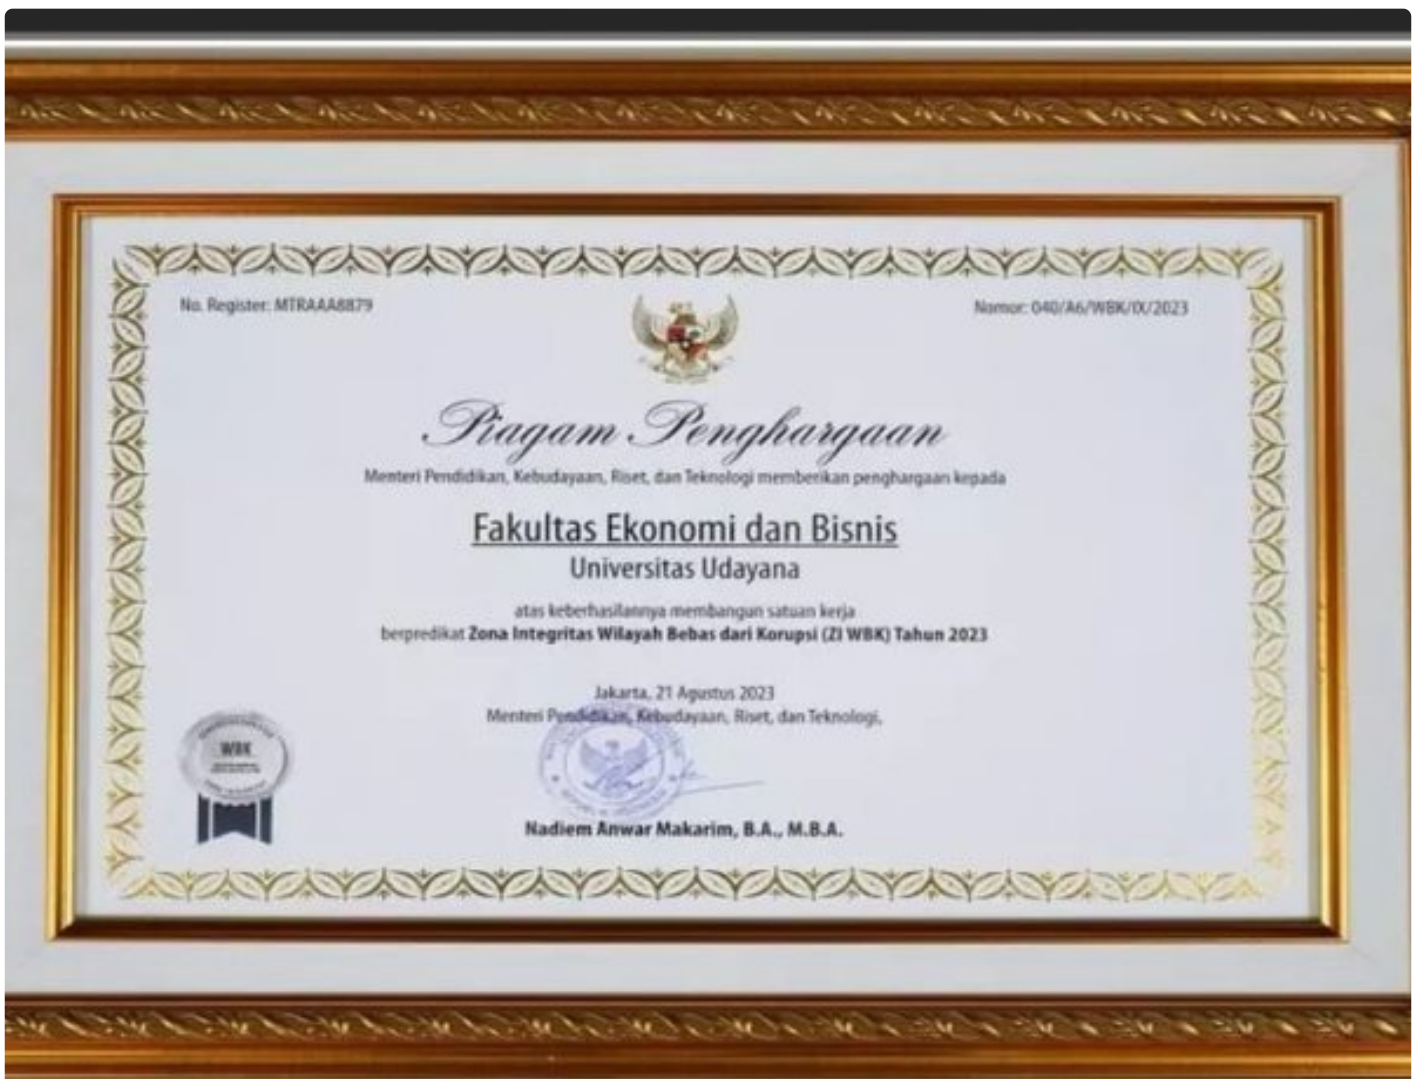 No. Register: MTRAAA8879
Nomor: 040/A6/WBK/IX/2023
Piagam Penghargaan
Menteri Pendidikan, Kebudayaan, Riset, dan Teknologi memberikan penghargaan kepada
Fakultas Ekonomi dan Bisnis
Universitas Udayana
atas keberhasilannya membangun satuan kerja
berpredikat Zona Integritas Wilayah Bebas dari Korupsi (ZI WBK) Tahun 2023
Jakarta, 21 Agustus 2023
Menteri Pendidikan, Kebudayaan, Riset, dan Teknologi,
WBK
Nadiem Anwar Makarim, B.A., M.B.A.